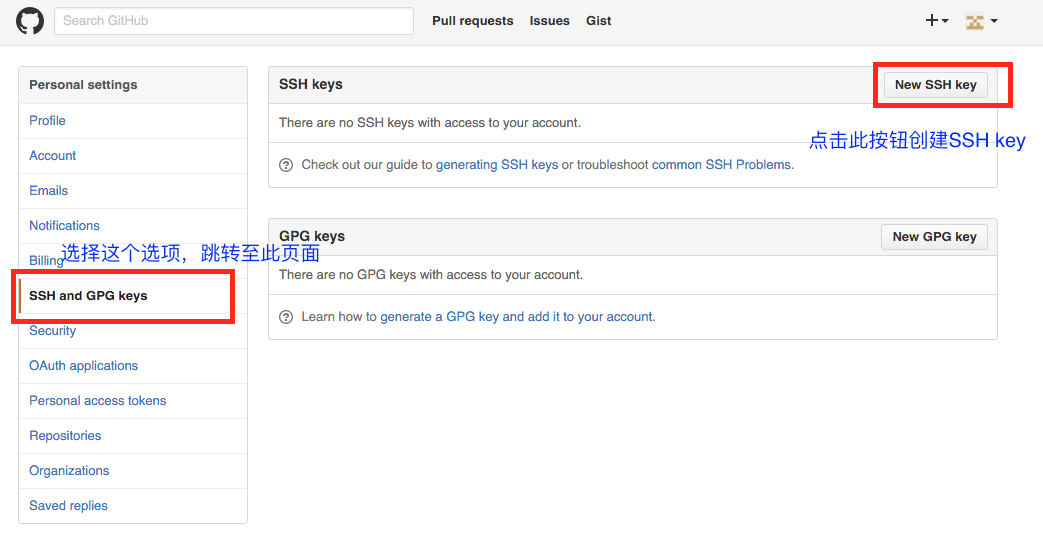 Search GitHub
Pull requests
Issues
Gist
Personal settings
Profile
Account
Emails
Notifications
Billing
选择这个选项，跳转至此页面
SSH and GPG keys
Security
OAuth applications
Personal access tokens
Repositories
Organizations
Saved replies
SSH keys
New SSH key
There are no SSH keys with access to your account.
点击此按钮创建SSH key
Check out our guide to generating SSH keys or troubleshoot common SSH Problems.
GPG keys
New GPG key
There are no GPG keys with access to your account.
Learn how to generate a GPG key and add it to your account.